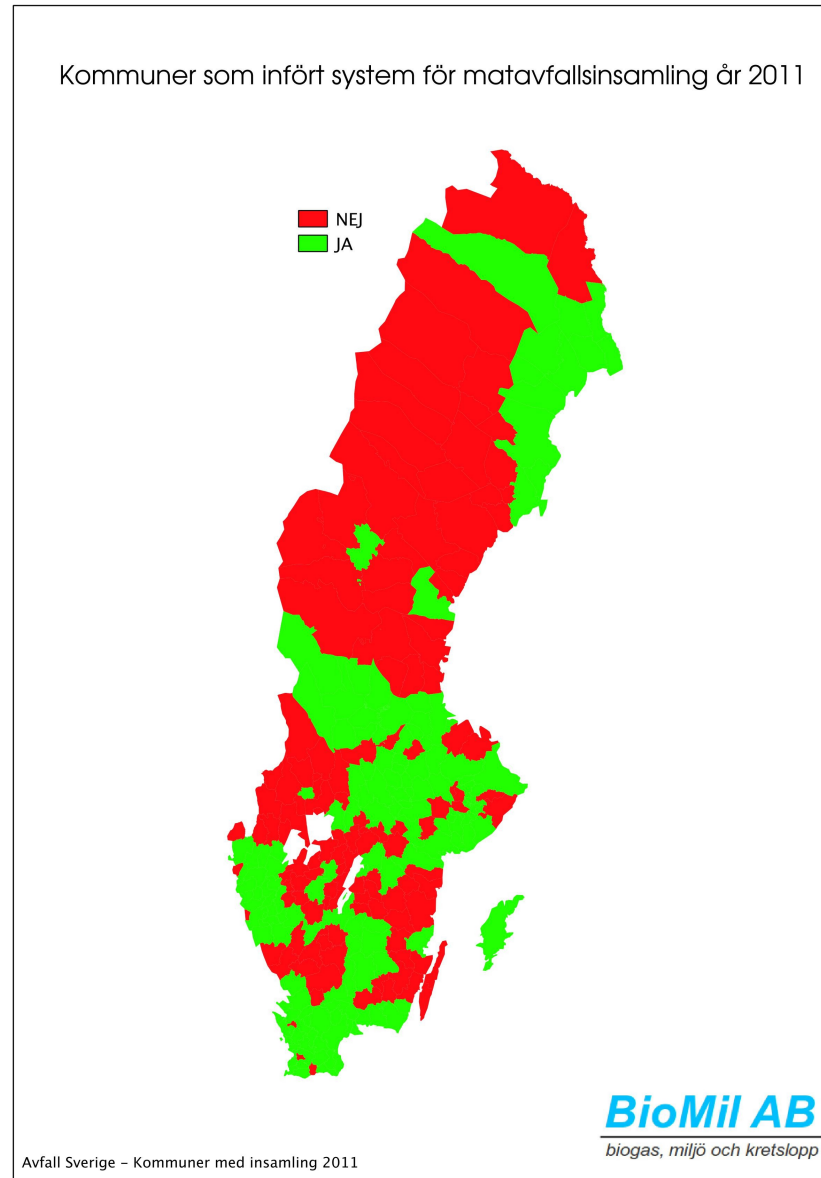 Kommuner som infört system för matavfallsinsamling år 2011
NEJ
JA
BioMil AB
biogas, miljö och kretslopp
Avfall Sverige – Kommuner med insamling 2011